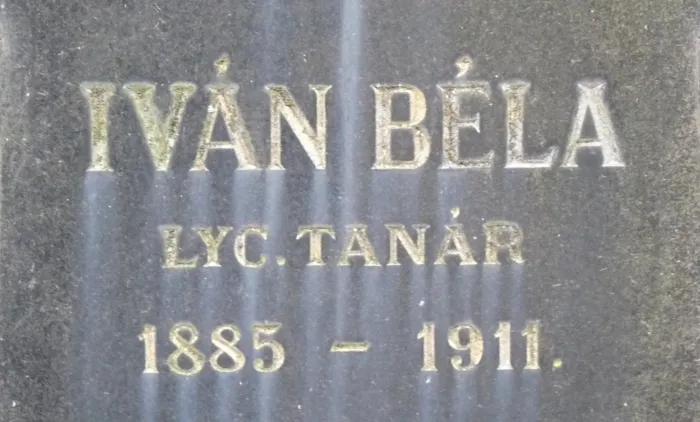 IVÁN BÉLA
LYC. TANÁR
1885 - 1911.